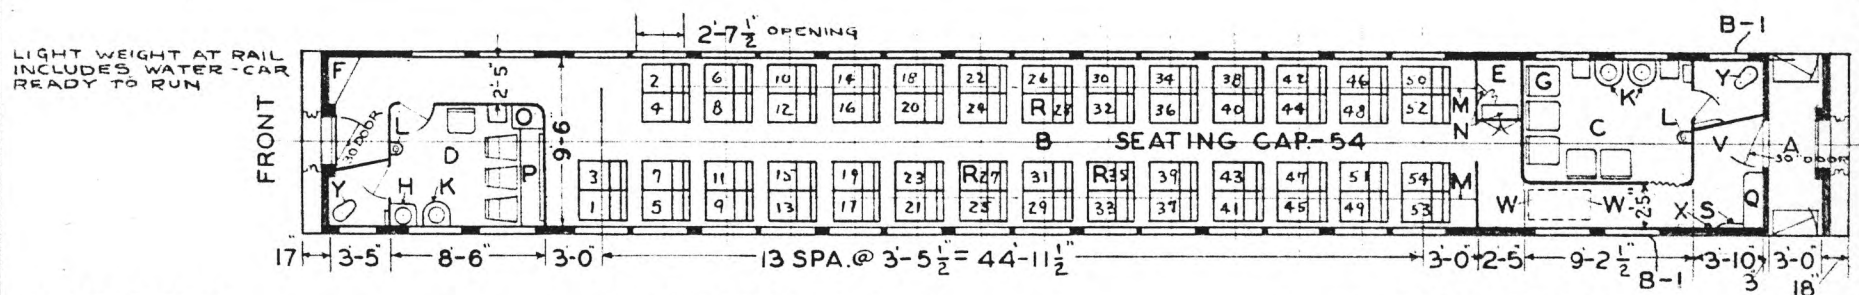 B-1
2'-7 1/2" OPENING
LIGHT WEIGHT AT RAIL
INCLUDES WATER-CAR
READY TO RUN
FRONT
F
30" DOOR
L
D
Y
H
K
2'-5"
O
P
9'-6
2 6 10 14 18 22 26 30 34 38 42 46 50
4 8 12 16 20 24 R 28 32 36 40 44 48 52
B SEATING CAP.-54
3 7 11 15 19 23 R27 31 R35 39 43 47 51 54
1 5 9 13 17 21 25 29 33 37 41 45 49 53
M
N
M
E
G
K
C
L
Y
V
A
30" DOOR
W W
2'-5"
X S
O
17" 3'-5" 8'-6" 3'-0" 13 SPA.@ 3'-5 1/2" = 44'-11 1/2" 3'-0" 2'-5" 9'-2 1/2" 3'-10" 3'-0"
B-1
3"
18"